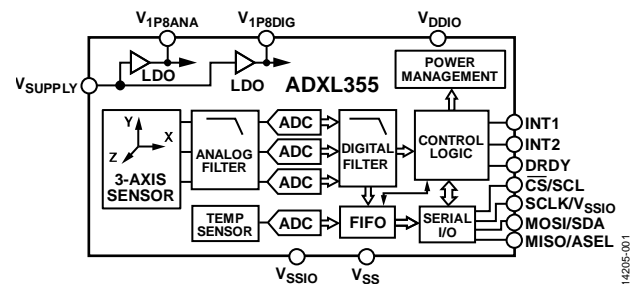 V1P8ANA
V1P8DIG
VDDIO
VSUPPLY
LDO
LDO
ADXL355
POWER
MANAGEMENT
Y
X
Z
3-AXIS
SENSOR
ANALOG
FILTER
ADC
ADC
ADC
DIGITAL
FILTER
CONTROL
LOGIC
INT1
INT2
DRDY
CS/SCL
SCLK/VSSIO
MOSI/SDA
MISO/ASEL
TEMP
SENSOR
ADC
FIFO
SERIAL
I/O
VSSIO
VSS
14205-001